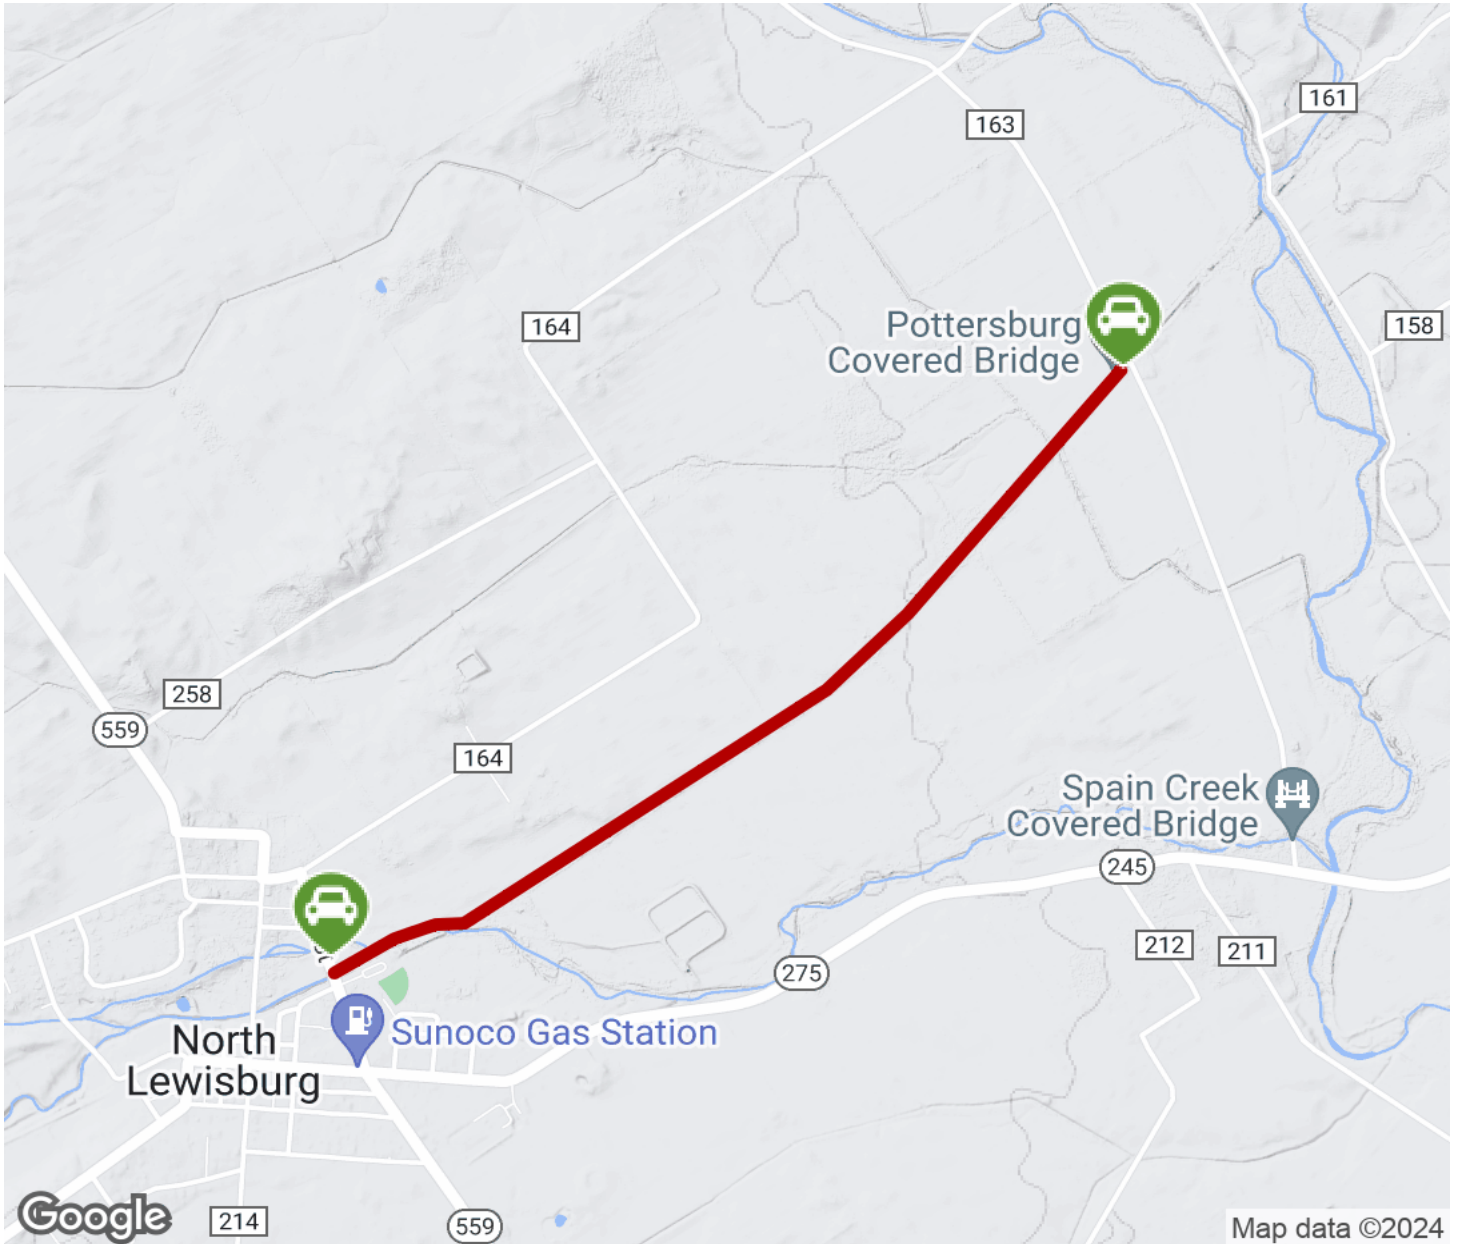 161
163
158
Pottersburg
Covered Bridge
164
258
559
164
Spain Creek
Covered Bridge
245
212
211
275
Sunoco Gas Station
North
Lewisburg
214
559
Google
Map data ©2024